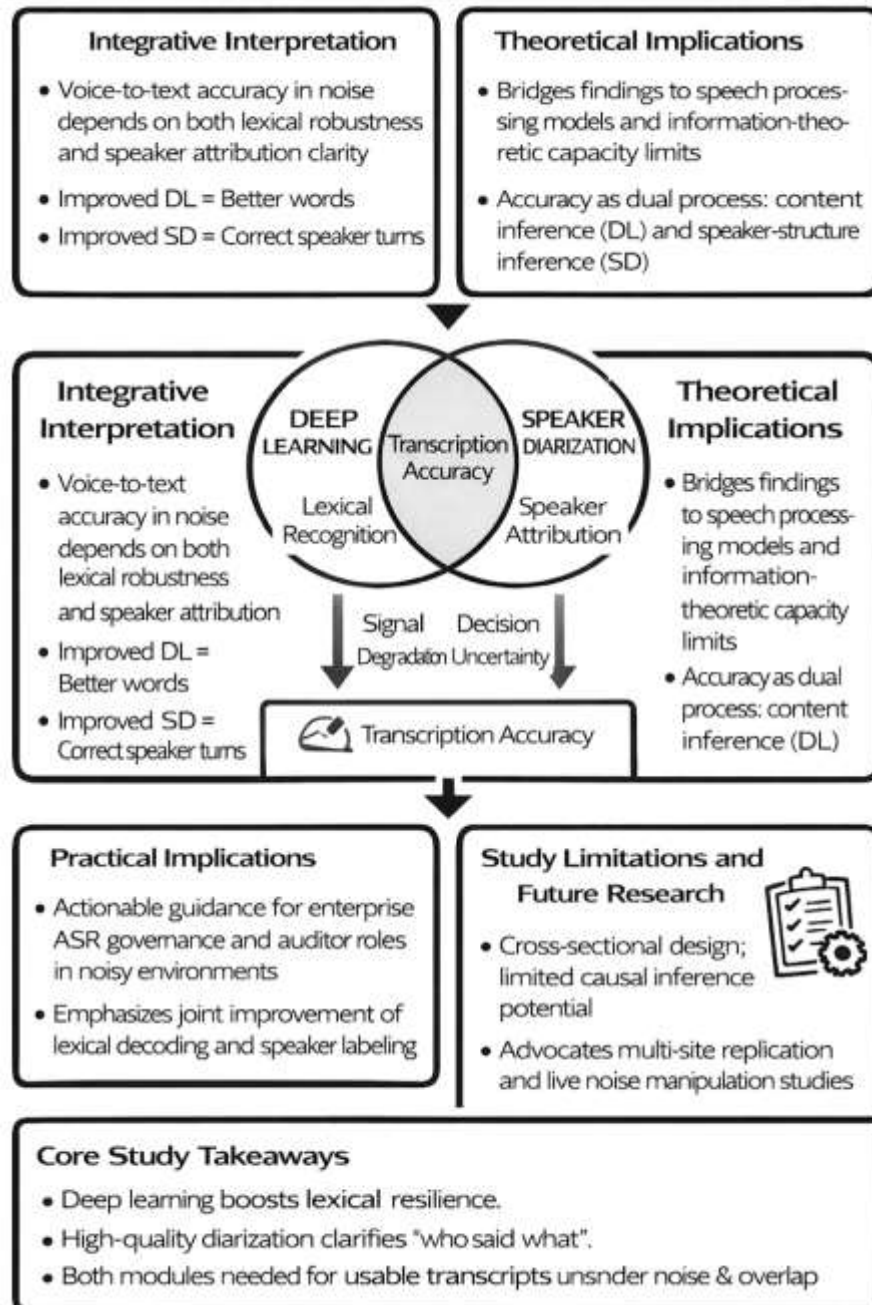 Integrative Interpretation
• Voice-to-text accuracy in noise
depends on both lexical robustness
and speaker attribution clarity
• Improved DL = Better words
• Improved SD = Correct speaker turns
Theoretical Implications
• Bridges findings to speech proces-
sing models and information-theo-
retic capacity limits
• Accuracy as dual process: content
inference (DL) and speaker-structure
inference (SD)
Integrative
Interpretation
• Voice-to-text
accuracy in noise
depends on both
lexical robustness
and speaker attribution
• Improved DL =
Better words
• Improved SD =
Correct speaker turns
DEEP
LEARNING
Lexical
Recognition
Transcription
Accuracy
SPEAKER
DIARIZATION
Speaker
Attribution
Signal
Degradation
Decision
Uncertainty
Transcription Accuracy
Theoretical
Implications
• Bridges findings
to speech process-
ing models and
information-
theoretic capacity
limits
• Accuracy as dual
process: content
inference (DL)
Practical Implications
• Actionable guidance for enterprise
ASR governance and auditor roles
in noisy environments
• Emphasizes joint improvement of
lexical decoding and speaker labeling
Study Limitations and
Future Research
• Cross-sectional design;
limited causal inference
potential
• Advocates multi-site replication
and live noise manipulation studies
Core Study Takeaways
• Deep learning boosts lexical resilience.
• High-quality diarization clarifies "who said what".
• Both modules needed for usable transcripts unsnder noise & overlap